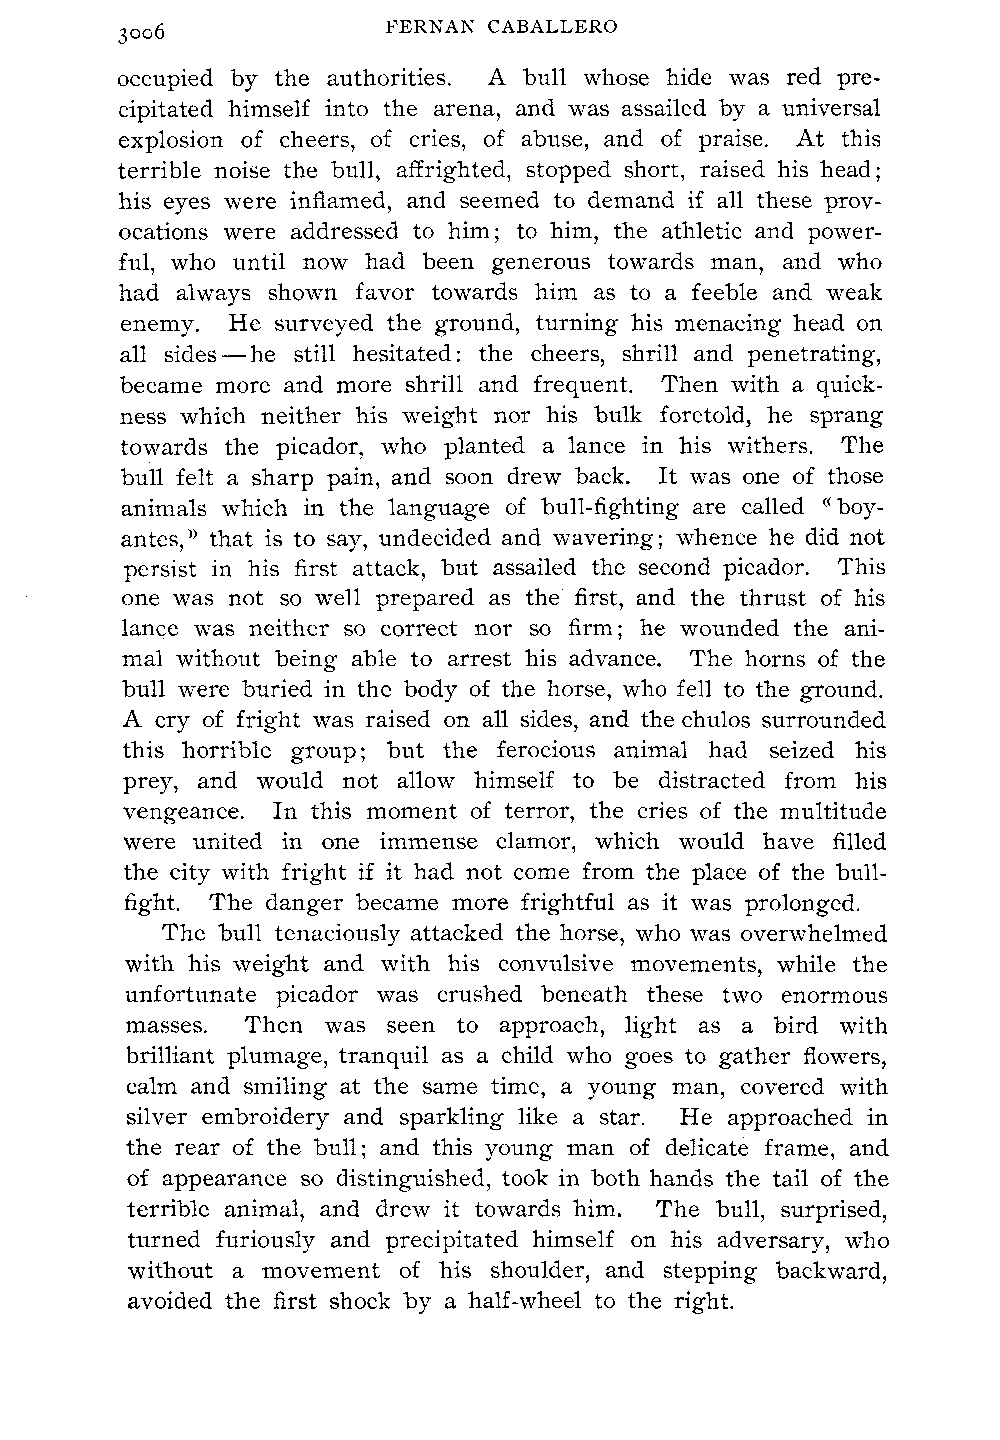 3006 FERNAN CABALLERO
occupied by the authorities. A bull whose hide was red pre-
cipitated himself into the arena, and was assailed by a universal
explosion of cheers, of cries, of abuse, and of praise. At this
terrible noise the bull, affrighted, stopped short, raised his head;
his eyes were inflamed, and seemed to demand if all these prov-
ocations were addressed to him; to him, the athletic and power-
ful, who until now had been generous towards man, and who
had always shown favor towards him as to a feeble and weak
enemy. He surveyed the ground, turning his menacing head on
all sides—he still hesitated: the cheers, shrill and penetrating,
became more and more shrill and frequent. Then with a quick-
ness which neither his weight nor his bulk foretold, he sprang
towards the picador, who planted a lance in his withers. The
bull felt a sharp pain, and soon drew back. It was one of those
animals which in the language of bull-fighting are called "boy-
antes," that is to say, undecided and wavering; whence he did not
persist in his first attack, but assailed the second picador. This
one was not so well prepared as the first, and the thrust of his
lance was neither so correct nor so firm; he wounded the ani-
mal without being able to arrest his advance. The horns of the
bull were buried in the body of the horse, who fell to the ground.
A cry of fright was raised on all sides, and the chulos surrounded
this horrible group; but the ferocious animal had seized his
prey, and would not allow himself to be distracted from his
vengeance. In this moment of terror, the cries of the multitude
were united in one immense clamor, which would have filled
the city with fright if it had not come from the place of the bull-
fight. The danger became more frightful as it was prolonged.
The bull tenaciously attacked the horse, who was overwhelmed
with his weight and with his convulsive movements, while the
unfortunate picador was crushed beneath these two enormous
masses. Then was seen to approach, light as a bird with
brilliant plumage, tranquil as a child who goes to gather flowers,
calm and smiling at the same time, a young man, covered with
silver embroidery and sparkling like a star. He approached in
the rear of the bull; and this young man of delicate frame, and
of appearance so distinguished, took in both hands the tail of the
terrible animal, and drew it towards him. The bull, surprised,
turned furiously and precipitated himself on his adversary, who
without a movement of his shoulder, and stepping backward,
avoided the first shock by a half-wheel to the right.